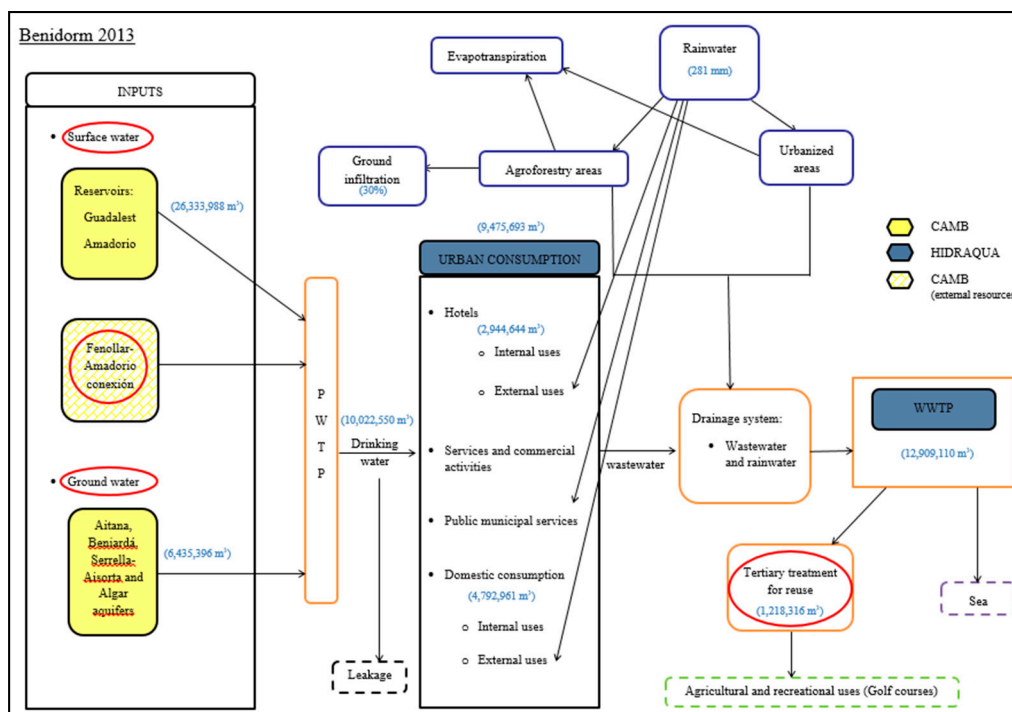 Benidorm 2013
INPUTS
• Surface water
Reservoirs:
Guadalest
Amadorio
(26,333,988 m³)
Fenollar-
Amadorio
conexión
• Ground water
Aitana,
Beniardá,
Serrella-
Aisorta and
Algar
aquifers
(6,435,396 m³)
P
W
T
P
(10,022,550 m³)
Drinking
water
Leakage
Evapotranspiration
Rainwater
(281 mm)
Ground
infiltration
(30%)
Agroforestry areas
Urbanized
areas
(9,475,693 m³)
URBAN CONSUMPTION
• Hotels
(2,944,644 m³)
o Internal uses
o External uses
• Services and commercial
activities
• Public municipal services
• Domestic consumption
(4,792,961 m³)
o Internal uses
o External uses
wastewater
Drainage system:
• Wastewater
and rainwater
CAMB
HIDRAQUA
CAMB
(external resources
WWTP
(12,909,110 m³)
Tertiary treatment
for reuse
(1,218,316 m³)
Sea
Agricultural and recreational uses (Golf courses)